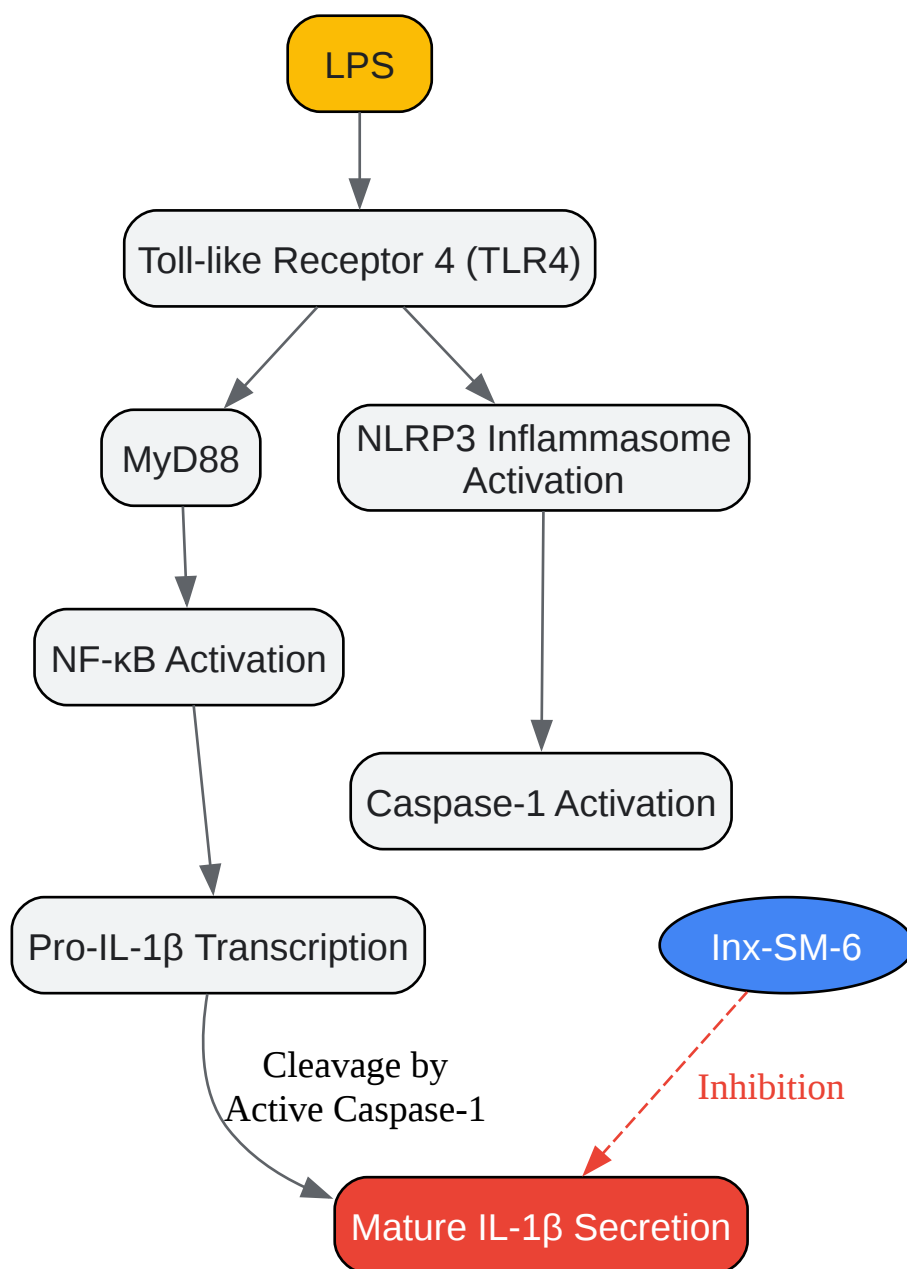 LPS
Toll-like Receptor 4 (TLR4)
MyD88
NLRP3 Inflammasome
Activation
NF-κB Activation
Caspase-1 Activation
Pro-IL-1β Transcription
Inx-SM-6
Cleavage by
Active Caspase-1
Inhibition
Mature IL-1β Secretion